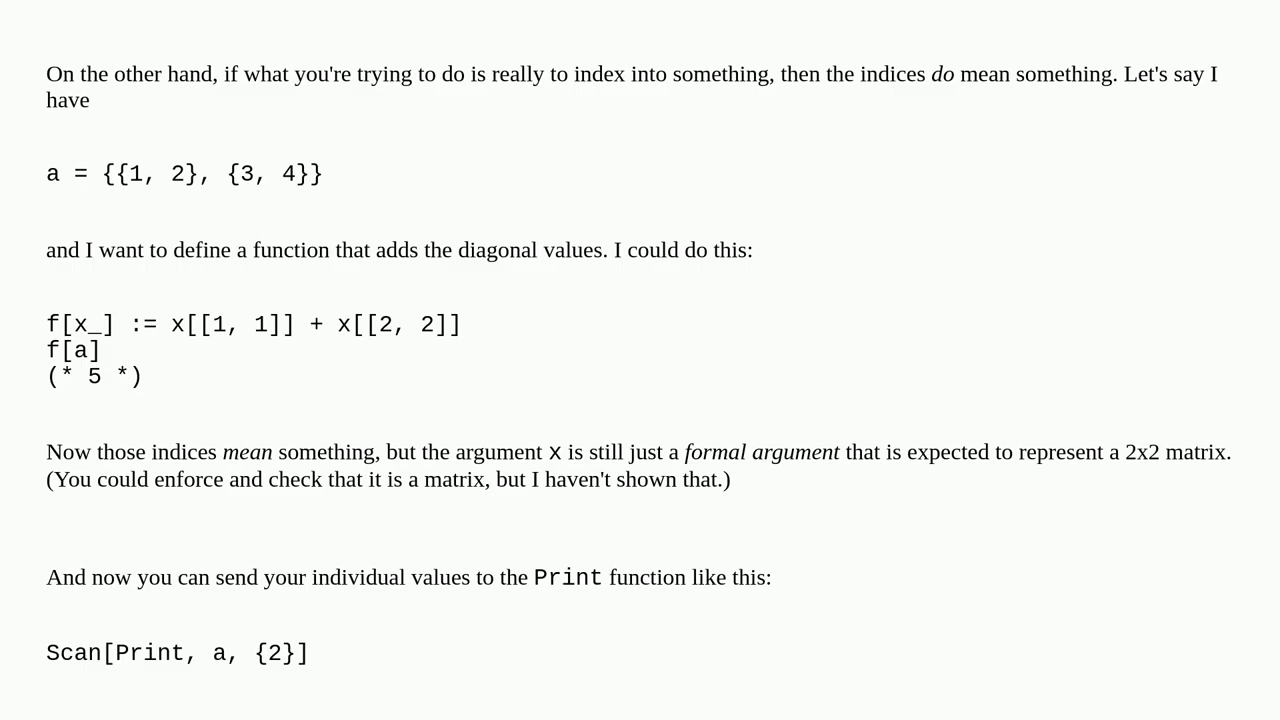 On the other hand, if what you're trying to do is really to index into something, then the indices do mean something. Let's say I
have
a = {{1, 2}, {3, 4}}
and I want to define a function that adds the diagonal values. I could do this:
f[x_] := x[[1, 1]] + x[[2, 2]]
f[a]
(* 5 *)
Now those indices mean something, but the argument x is still just a formal argument that is expected to represent a 2x2 matrix.
(You could enforce and check that it is a matrix, but I haven't shown that.)
And now you can send your individual values to the Print function like this:
Scan[Print, a, {2}]